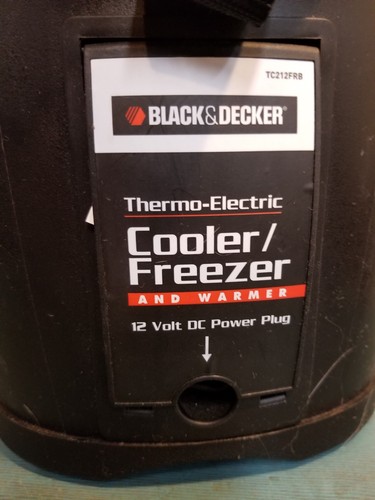 TC212FRB
BLACK&DECKER®
Thermo-Electric
Cooler/
Freezer
AND WARMER
12 Volt DC Power Plug